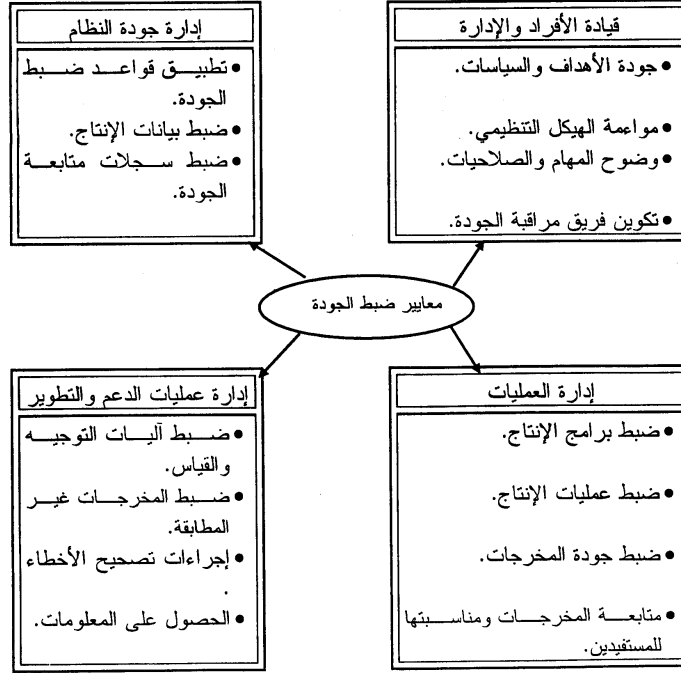 قيادة الأفراد والإدارة
• جودة الأهداف والسياسات.
• مواءمة الهيكل التنظيمي.
• وضوح المهام والصلاحيات.
• تكوين فريق مراقبة الجودة.
إدارة جودة النظام
• تطبيق قواعد ضبط
الجودة.
• ضبط بيانات الإنتاج.
• ضبط سجلات متابعة
الجودة.
معايير ضبط الجودة
إدارة العمليات
• ضبط برامج الإنتاج.
• ضبط عمليات الإنتاج.
• ضبط جودة المخرجات.
• متابعة المخرجات ومناسبتها
للمستفيدين.
إدارة عمليات الدعم والتطوير
• ضبط آليات التوجيه
والقياس.
• ضبط المخرجات غير
المطابقة.
• إجراءات تصحيح الأخطاء
.
• الحصول على المعلومات.